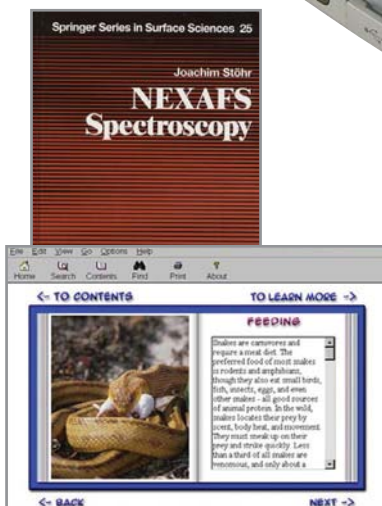 Springer Series in Surface Sciences 25
Joachim Stöhr
NEXAFS
Spectroscopy
File Edit View Go Options Help
Home Search Contents Find Print About
<- TO CONTENTS TO LEARN MORE ->
FEEDING
Snakes are carnivores and
require a meat diet. The
preferred food of most snakes
is rodents and amphibians,
though they also eat small birds,
fish, insects, eggs, and even
other snakes - all good sources
of animal protein. In the wild,
snakes locates their prey by
scent, body heat, and movement.
They must sneak up on their
prey and strike quickly. Less
than a third of all snakes are
venomous, and only about a
<- BACK NEXT ->